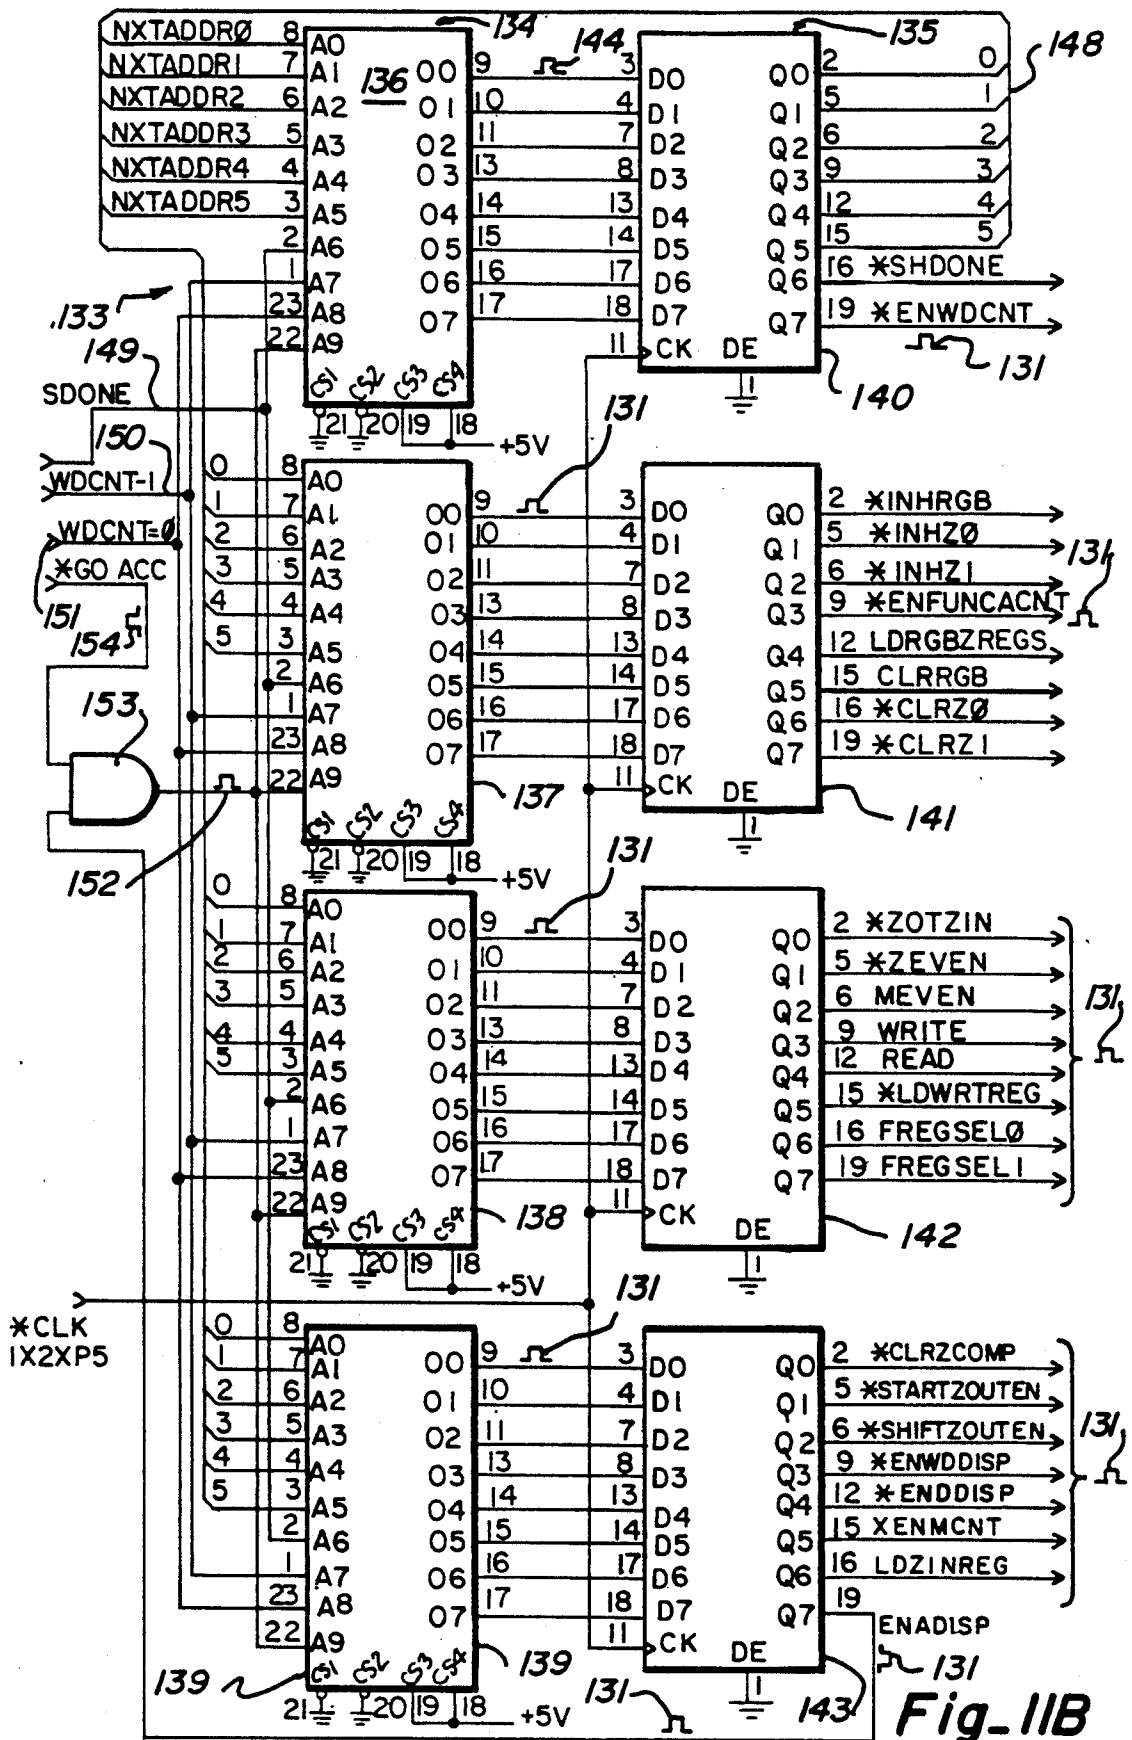 134
135
148
133
NXTADDRØ 8 A0
NXTADDR1 7 A1
NXTADDR2 6 A2
NXTADDR3 5 A3
NXTADDR4 4 A4
NXTADDR5 3 A5
2 A6
1 A7
23 A8
22 A9
136
O0 9 144 3 D0 Q0 2 0
O1 10 4 D1 Q1 5 1
O2 11 7 D2 Q2 6 2
O3 13 8 D3 Q3 9 3
O4 14 13 D4 Q4 12 4
O5 15 14 D5 Q5 15 5
O6 16 17 D6 Q6 16 *SHDONE
O7 17 18 D7 Q7 19 *ENWDCNT
11 CK DE 1
131
140
CS1 CS2 CS3 CS4
21 20 19 18 +5V
149
SDONE
150
WDCNT-1
WDCNT=Ø
*GO ACC
151
154
153
152
0 8 A0
1 7 A1
2 6 A2
3 5 A3
4 4 A4
5 3 A5
2 A6
1 A7
23 A8
22 A9
131
O0 9 3 D0 Q0 2 *INHRGB
O1 10 4 D1 Q1 5 *INHZØ
O2 11 7 D2 Q2 6 *INHZ1
O3 13 8 D3 Q3 9 *ENFUNCACNT
O4 14 13 D4 Q4 12 LDRGBZREGS
O5 15 14 D5 Q5 15 CLRRGB
O6 16 17 D6 Q6 16 *CLRZØ
O7 17 18 D7 Q7 19 *CLRZ1
131
11 CK DE 1
137
141
CS1 CS2 CS3 CS4
21 20 19 18 +5V
0 8 A0
1 7 A1
2 6 A2
3 5 A3
4 4 A4
5 3 A5
2 A6
1 A7
23 A8
22 A9
131
O0 9 3 D0 Q0 2 *ZOTZIN
O1 10 4 D1 Q1 5 *ZEVEN
O2 11 7 D2 Q2 6 MEVEN
O3 13 8 D3 Q3 9 WRITE
O4 14 13 D4 Q4 12 READ
O5 15 14 D5 Q5 15 *LDWRTREG
O6 16 17 D6 Q6 16 FREGSELØ
O7 17 18 D7 Q7 19 FREGSEL1
131
11 CK DE 1
138
142
CS1 CS2 CS3 CS4
21 20 19 18 +5V
*CLK
1X2XP5
0 8 A0
1 7 A1
2 6 A2
3 5 A3
4 4 A4
5 3 A5
2 A6
1 A7
23 A8
22 A9
131
O0 9 3 D0 Q0 2 *CLRZCOMP
O1 10 4 D1 Q1 5 *STARTZOUTEN
O2 11 7 D2 Q2 6 *SHIFTZOUTEN
O3 13 8 D3 Q3 9 *ENWDDISP
O4 14 13 D4 Q4 12 *ENDDISP
O5 15 14 D5 Q5 15 XENMCNT
O6 16 17 D6 Q6 16 LDZINREG
O7 17 18 D7 Q7 19
131
11 CK DE 1
ENADISP
131
139
139
131
143
CS1 CS2 CS3 CS4
21 20 19 18 +5V
Fig_11B